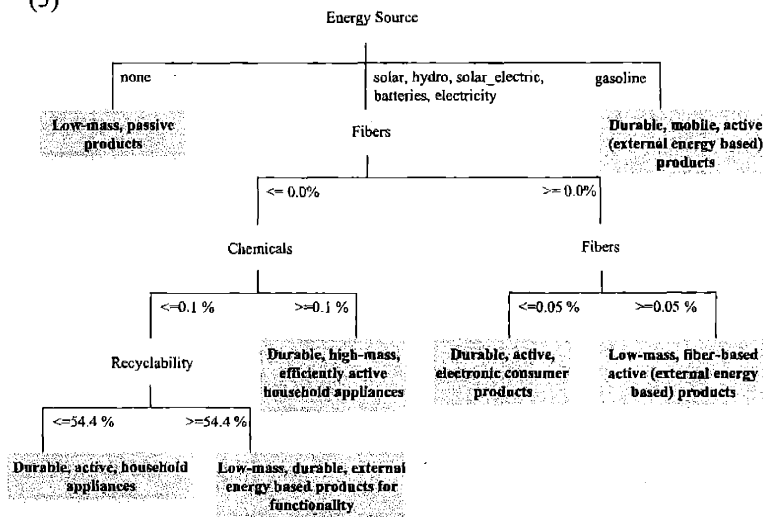 (5)
Energy Source
none
solar, hydro, solar_electric,
batteries, electricity
gasoline
Low-mass, passive
products
Fibers
Durable, mobile, active
(external energy based)
products
<= 0.0%
>= 0.0%
Chemicals
Fibers
<=0.1 %
>=0.1 %
<=0.05 %
>=0.05 %
Recyclability
Durable, high-mass,
efficiently active
household appliances
Durable, active,
electronic consumer
products
Low-mass, fiber-based
active (external energy
based) products
<=54.4 %
>=54.4 %
Durable, active, household
appliances
Low-mass, durable, external
energy based products for
functionality